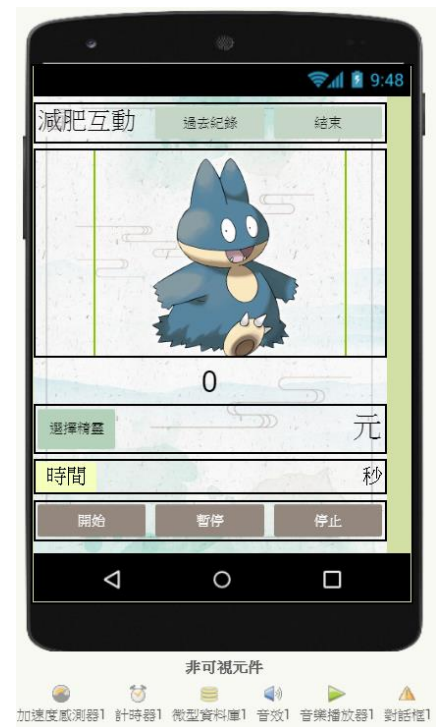 9:48
減肥互動 過去紀錄 結束
0
選擇精靈 元
時間 秒
開始 暫停 停止
非可視元件
加速度感測器1 計時器1 微型資料庫1 音效1 音樂播放器1 對話框1